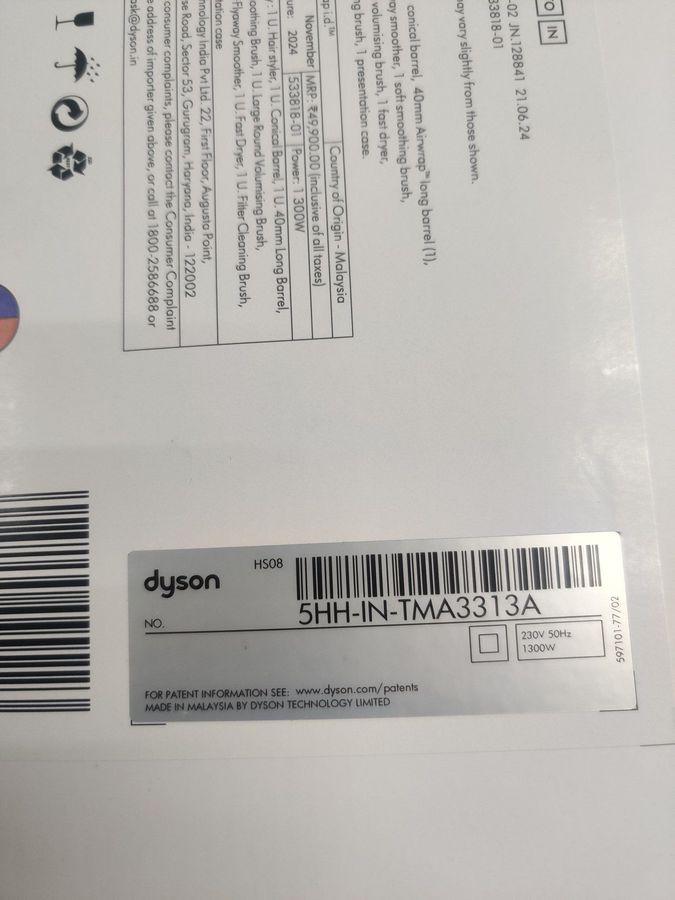 TO IN
-02 JN.128841 21.06.24
33818-01
ay vary slightly from those shown.
conical barrel, 40mm Airwrap™ long barrel (1),
ay smoother, 1 soft smoothing brush,
volumising brush, 1 fast dryer,
ng brush, 1 presentation case.
p i.d.™
Country of Origin - Malaysia
November MRP: ₹49,900.00 (inclusive of all taxes)
ure: 2024 533818-01 Power: 1300W
y: 1 U. Hair styler, 1 U. Conical Barrel, 1 U. 40mm Long Barrel,
oothing Brush, 1 U. Large Round Volumising Brush,
Flyaway Smoother, 1 U. Fast Dryer, 1 U. Filter Cleaning Brush,
tation case
hnology India Pvt Ltd. 22, First Floor, Augusta Point,
se Road, Sector 53, Gurugram, Haryana, India - 122002
consumer complaints, please contact the Consumer Complaint
e address of importer given above, or call at 1800-2586688 or
ask@dyson.in
dyson
HS08
5HH-IN-TMA3313A
NO.
230V 50Hz
1300W
597101-77/02
FOR PATENT INFORMATION SEE: www.dyson.com/patents
MADE IN MALAYSIA BY DYSON TECHNOLOGY LIMITED